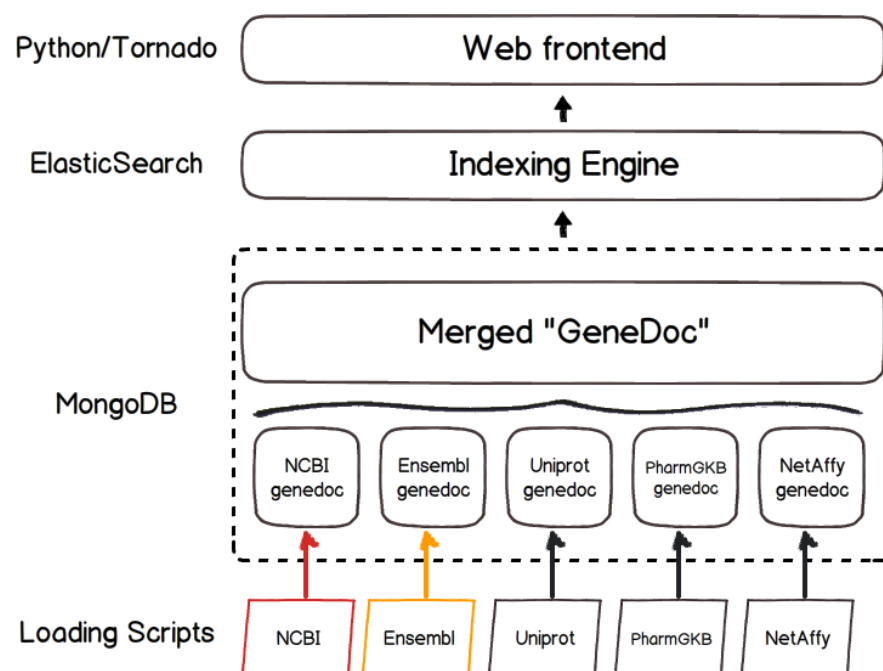 Python/Tornado
Web frontend
ElasticSearch
Indexing Engine
Merged "GeneDoc"
MongoDB
NCBI
genedoc
Ensembl
genedoc
Uniprot
genedoc
PharmGKB
genedoc
NetAffy
genedoc
Loading Scripts
NCBI
Ensembl
Uniprot
PharmGKB
NetAffy